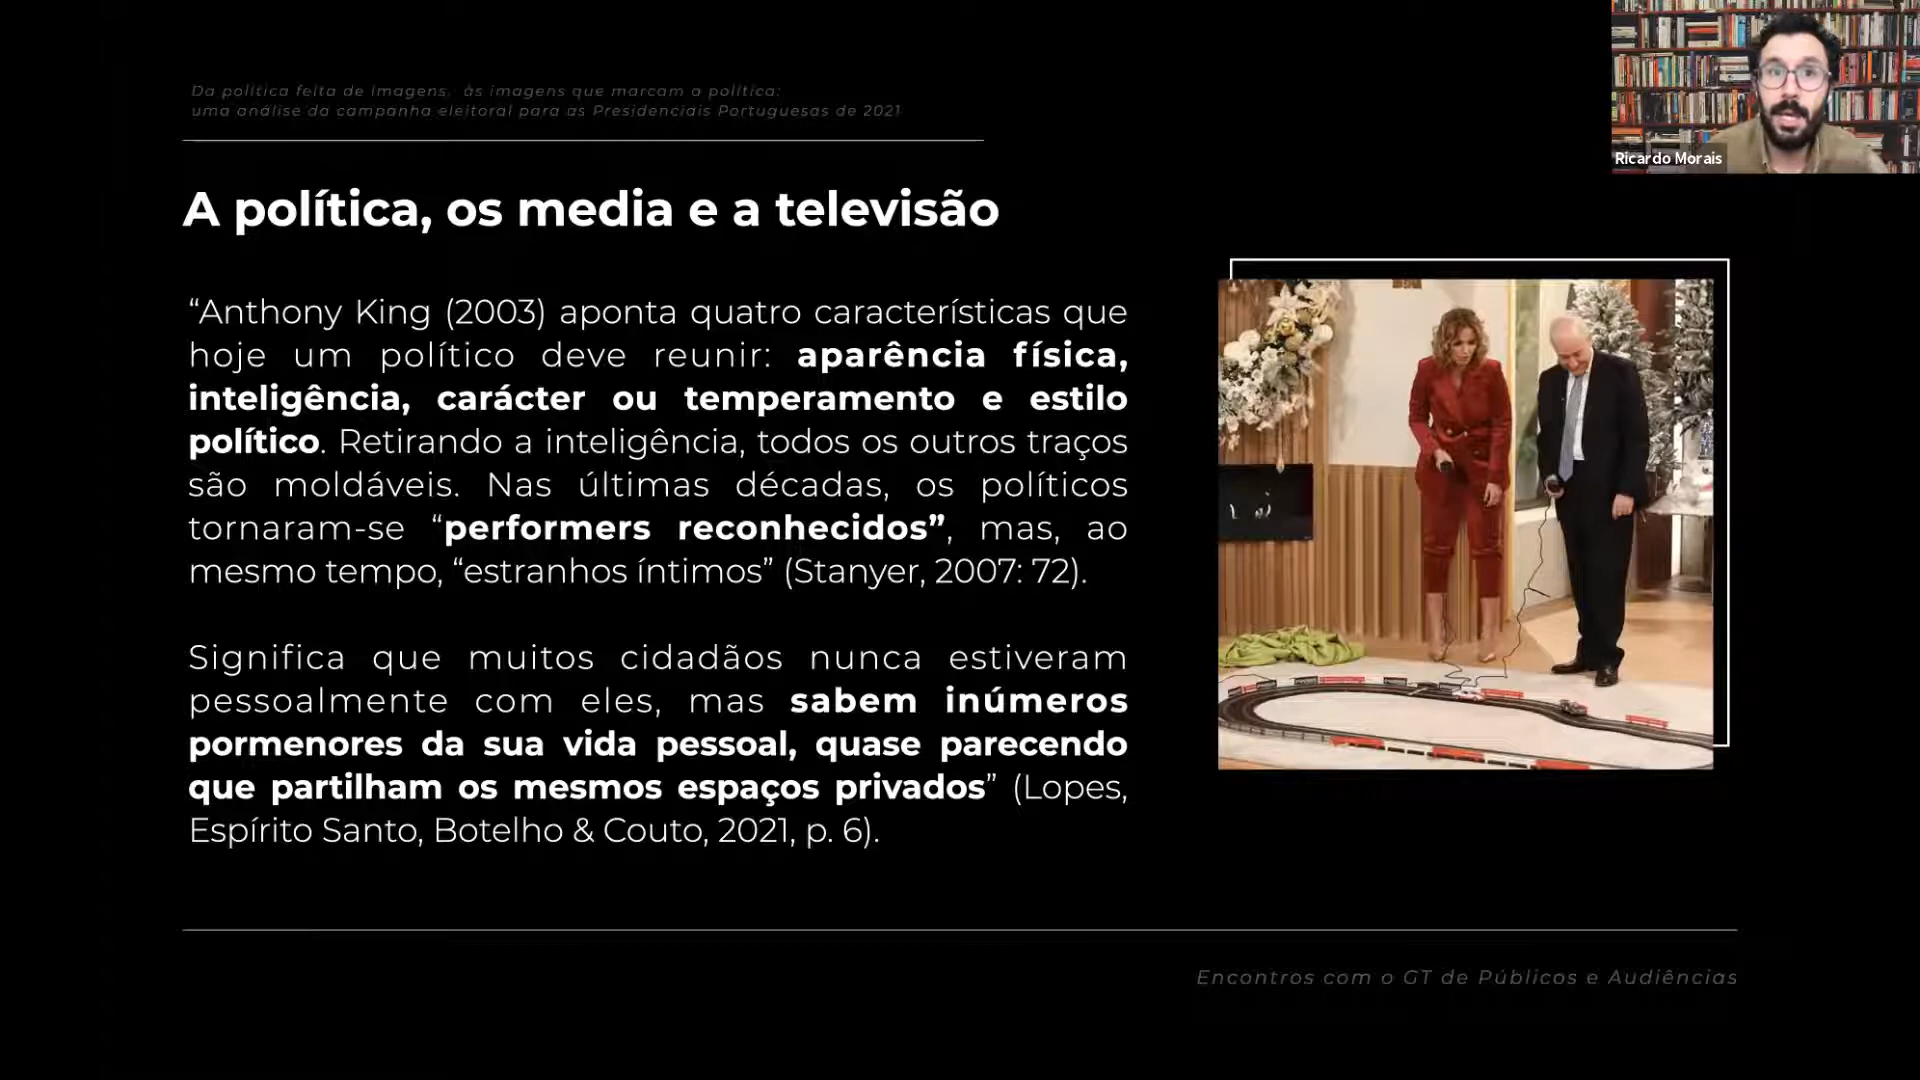 Da política feita de imagens, às imagens que marcam a política:
uma análise da campanha eleitoral para as Presidenciais Portuguesas de 2021
Ricardo Morais
A política, os media e a televisão
“Anthony King (2003) aponta quatro características que
hoje um político deve reunir: aparência física,
inteligência, carácter ou temperamento e estilo
político. Retirando a inteligência, todos os outros traços
são moldáveis. Nas últimas décadas, os políticos
tornaram-se “performers reconhecidos”, mas, ao
mesmo tempo, “estranhos íntimos” (Stanyer, 2007: 72).
Significa que muitos cidadãos nunca estiveram
pessoalmente com eles, mas sabem inúmeros
pormenores da sua vida pessoal, quase parecendo
que partilham os mesmos espaços privados” (Lopes,
Espírito Santo, Botelho & Couto, 2021, p. 6).
Encontros com o GT de Públicos e Audiências